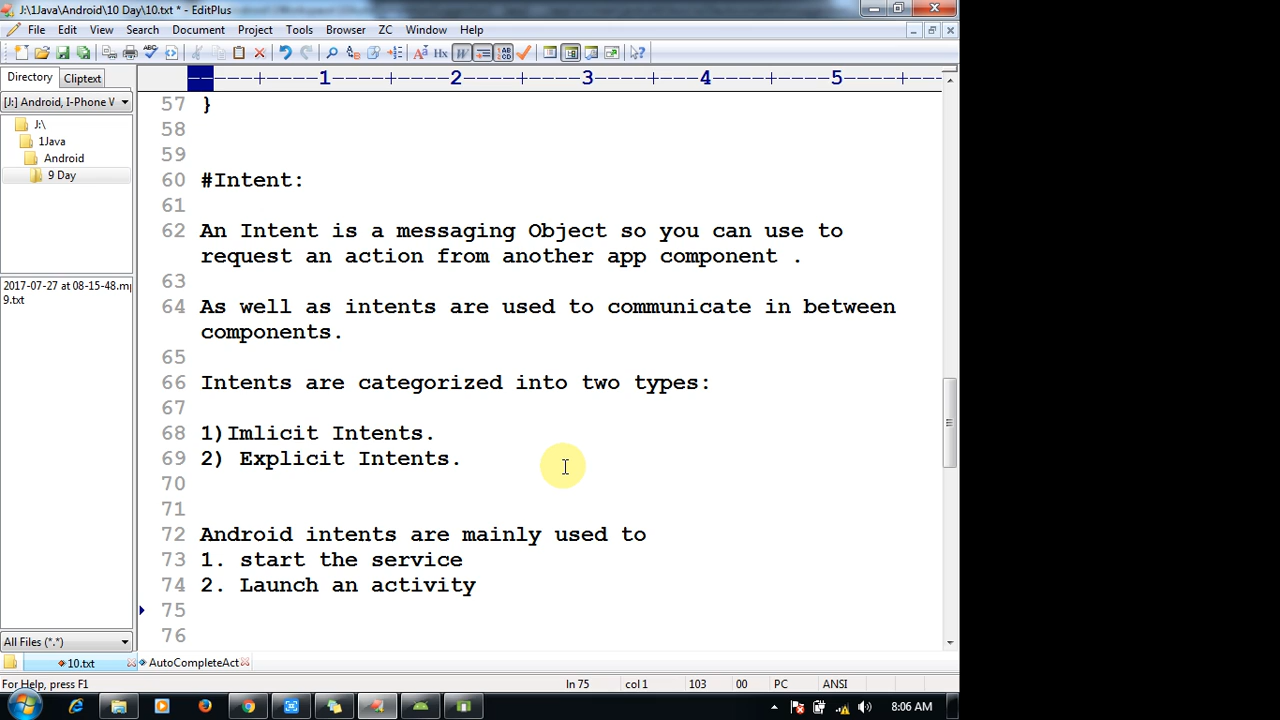 J:\1Java\Android\10 Day\10.txt * - EditPlus
File Edit View Search Document Project Tools Browser ZC Window Help
Directory Cliptext
[J:] Android, I-Phone V
J:\
1Java
Android
9 Day
2017-07-27 at 08-15-48.m
9.txt
All Files (*.*)
----+----1----+----2----+----3----+----4----+----5----+--
57 }
58
59
60 #Intent:
61
62 An Intent is a messaging Object so you can use to
request an action from another app component .
63
64 As well as intents are used to communicate in between
components.
65
66 Intents are categorized into two types:
67
68 1)Imlicit Intents.
69 2) Explicit Intents.
70
71
72 Android intents are mainly used to
73 1. start the service
74 2. Launch an activity
75
76
10.txt AutoCompleteAct
For Help, press F1 ln 75 col 1 103 00 PC ANSI
8:06 AM